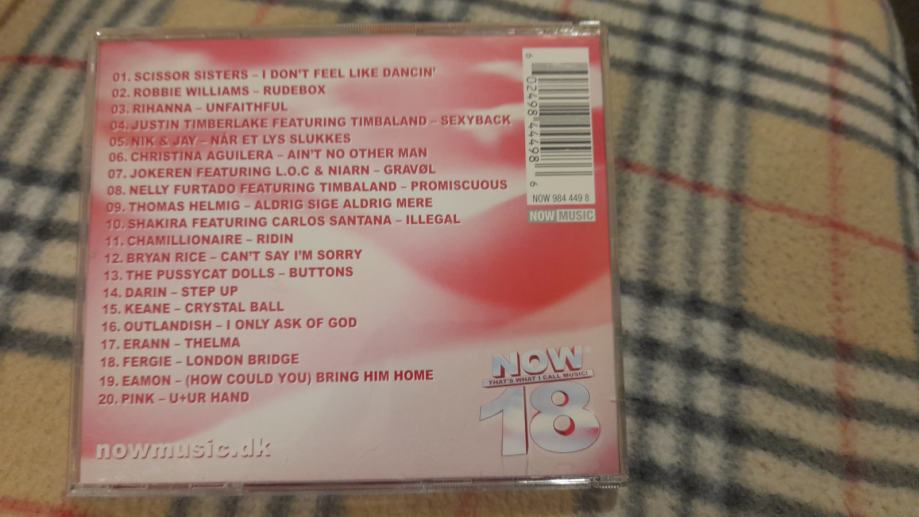 01. SCISSOR SISTERS – I DON'T FEEL LIKE DANCIN'
02. ROBBIE WILLIAMS – RUDEBOX
03. RIHANNA – UNFAITHFUL
04. JUSTIN TIMBERLAKE FEATURING TIMBALAND – SEXYBACK
05. NIK & JAY – NÅR ET LYS SLUKKES
06. CHRISTINA AGUILERA – AIN'T NO OTHER MAN
07. JOKEREN FEATURING L.O.C & NIARN – GRAVØL
08. NELLY FURTADO FEATURING TIMBALAND – PROMISCUOUS
09. THOMAS HELMIG – ALDRIG SIGE ALDRIG MERE
10. SHAKIRA FEATURING CARLOS SANTANA – ILLEGAL
11. CHAMILLIONAIRE – RIDIN
12. BRYAN RICE – CAN'T SAY I'M SORRY
13. THE PUSSYCAT DOLLS – BUTTONS
14. DARIN – STEP UP
15. KEANE – CRYSTAL BALL
16. OUTLANDISH – I ONLY ASK OF GOD
17. ERANN – THELMA
18. FERGIE – LONDON BRIDGE
19. EAMON – (HOW COULD YOU) BRING HIM HOME
20. PINK – U+UR HAND
6 02498 44498 6
NOW 984 449 8
NOW MUSIC
NOW
THAT'S WHAT I CALL MUSIC!
18
nowmusic.dk